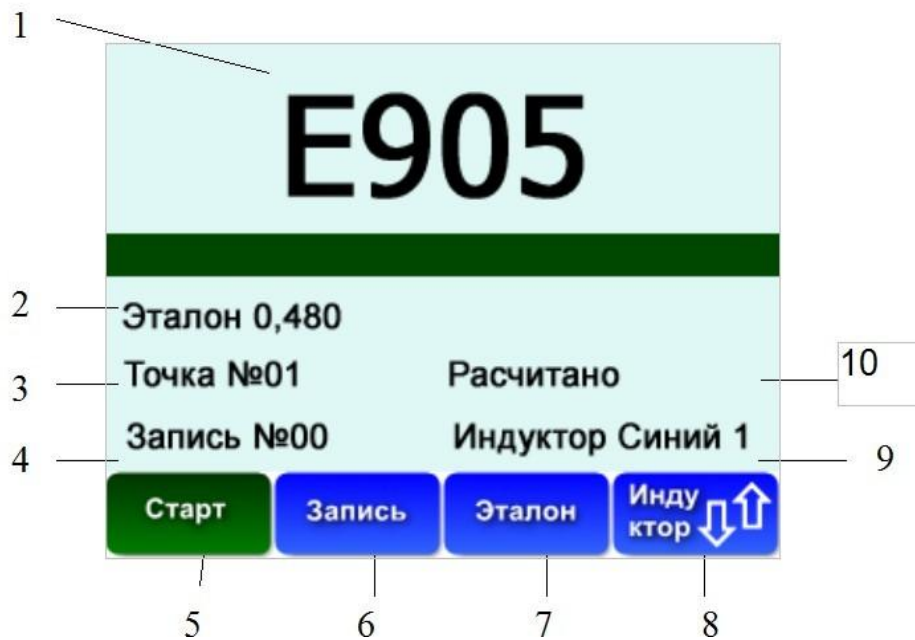 1
E905
2
Эталон 0,480
3
Точка №01
Расчитано
10
4
Запись №00
Индуктор Синий 1
9
Старт
Запись
Эталон
Инду
ктор
5
6
7
8